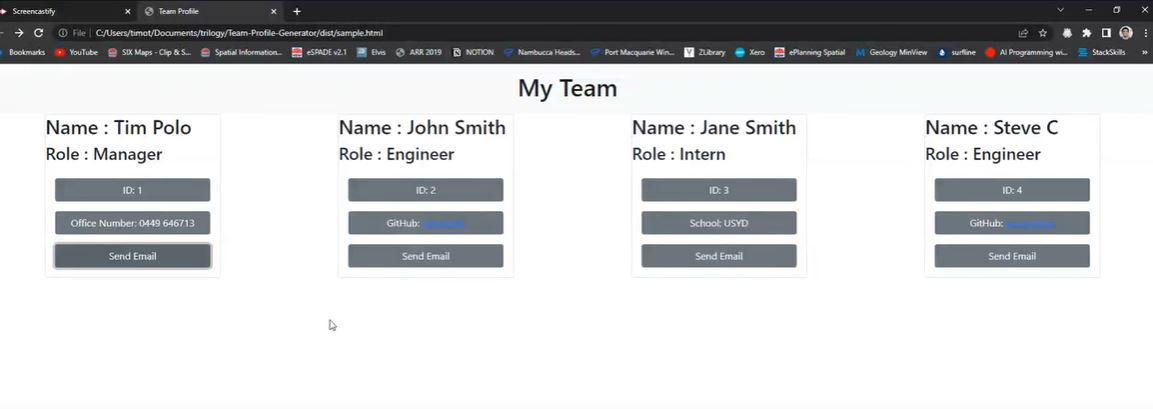 Screencastify
Team Profile
File
C:/Users/timot/Documents/trilogy/Team-Profile-Generator/dist/sample.html
Bookmarks
YouTube
SIX Maps - Clip & S...
Spatial Information...
eSPADE v2.1
Elvis
ARR 2019
NOTION
Nambucca Heads...
Port Macquarie Win...
ZLibrary
Xero
ePlanning Spatial
Geology MinView
surfline
AI Programming wi...
StackSkills
My Team
Name : Tim Polo
Role : Manager
ID: 1
Office Number: 0449 646713
Send Email
Name : John Smith
Role : Engineer
ID: 2
GitHub:
Send Email
Name : Jane Smith
Role : Intern
ID: 3
School: USYD
Send Email
Name : Steve C
Role : Engineer
ID: 4
GitHub:
Send Email